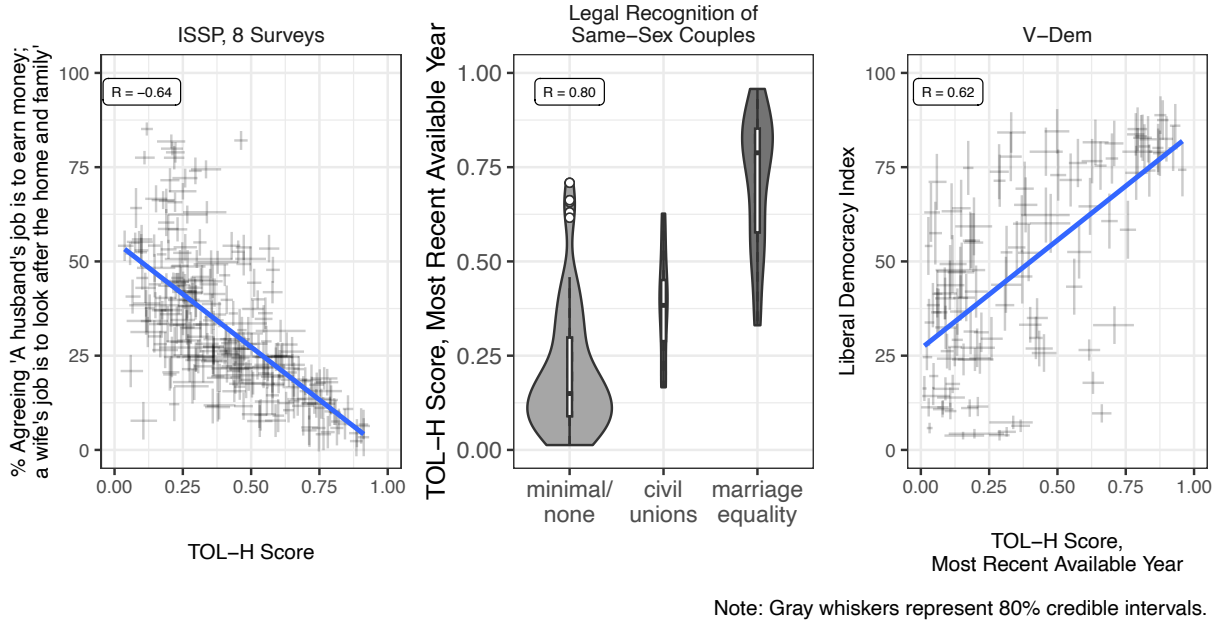 ISSP, 8 Surveys
% Agreeing 'A husband's job is to earn money;
a wife's job is to look after the home and family'
R = −0.64
100
75
50
25
0
0.00 0.25 0.50 0.75 1.00
TOL−H Score
Legal Recognition of
Same−Sex Couples
TOL−H Score, Most Recent Available Year
R = 0.80
1.00
0.75
0.50
0.25
0.00
minimal/
none
civil
unions
marriage
equality
V−Dem
Liberal Democracy Index
R = 0.62
100
75
50
25
0
0.00 0.25 0.50 0.75 1.00
TOL−H Score,
Most Recent Available Year
Note: Gray whiskers represent 80% credible intervals.